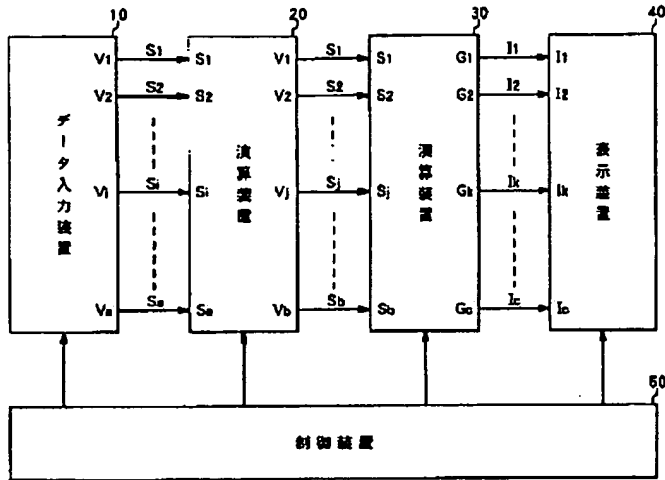 10 20 30 40
V1 S1 S1 V1 S1 S1 G1 I1 I1
V2 S2 S2 V2 S2 S2 G2 I2 I2
データ入力装置
演算装置
演算装置
表示装置
Vi Si Si Vj Sj Sj Gk Ik Ik
Va Sa Sa Vb Sb Sb Gc Ic Ic
50
制御装置